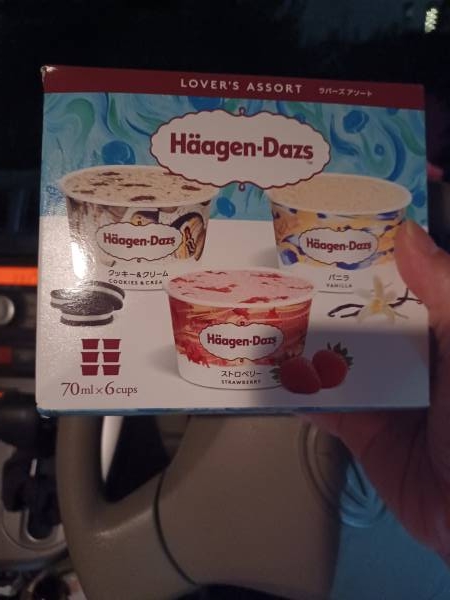 LOVER'S ASSORT ラバーズ アソート
Häagen-Dazs
Häagen-Dazs
クッキー&クリーム
COOKIES & CREAM
Häagen-Dazs
バニラ
VANILLA
Häagen-Dazs
ストロベリー
STRAWBERRY
70ml×6cups